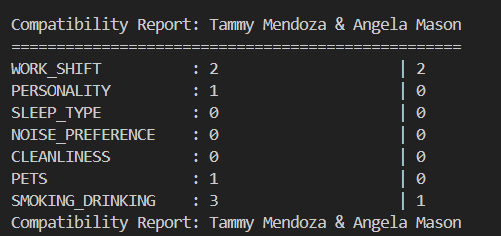 Compatibility Report: Tammy Mendoza & Angela Mason
==================================================
WORK_SHIFT          : 2                    | 2
PERSONALITY         : 1                    | 0
SLEEP_TYPE          : 0                    | 0
NOISE_PREFERENCE    : 0                    | 0
CLEANLINESS         : 0                    | 0
PETS                : 1                    | 0
SMOKING_DRINKING    : 3                    | 1
Compatibility Report: Tammy Mendoza & Angela Mason